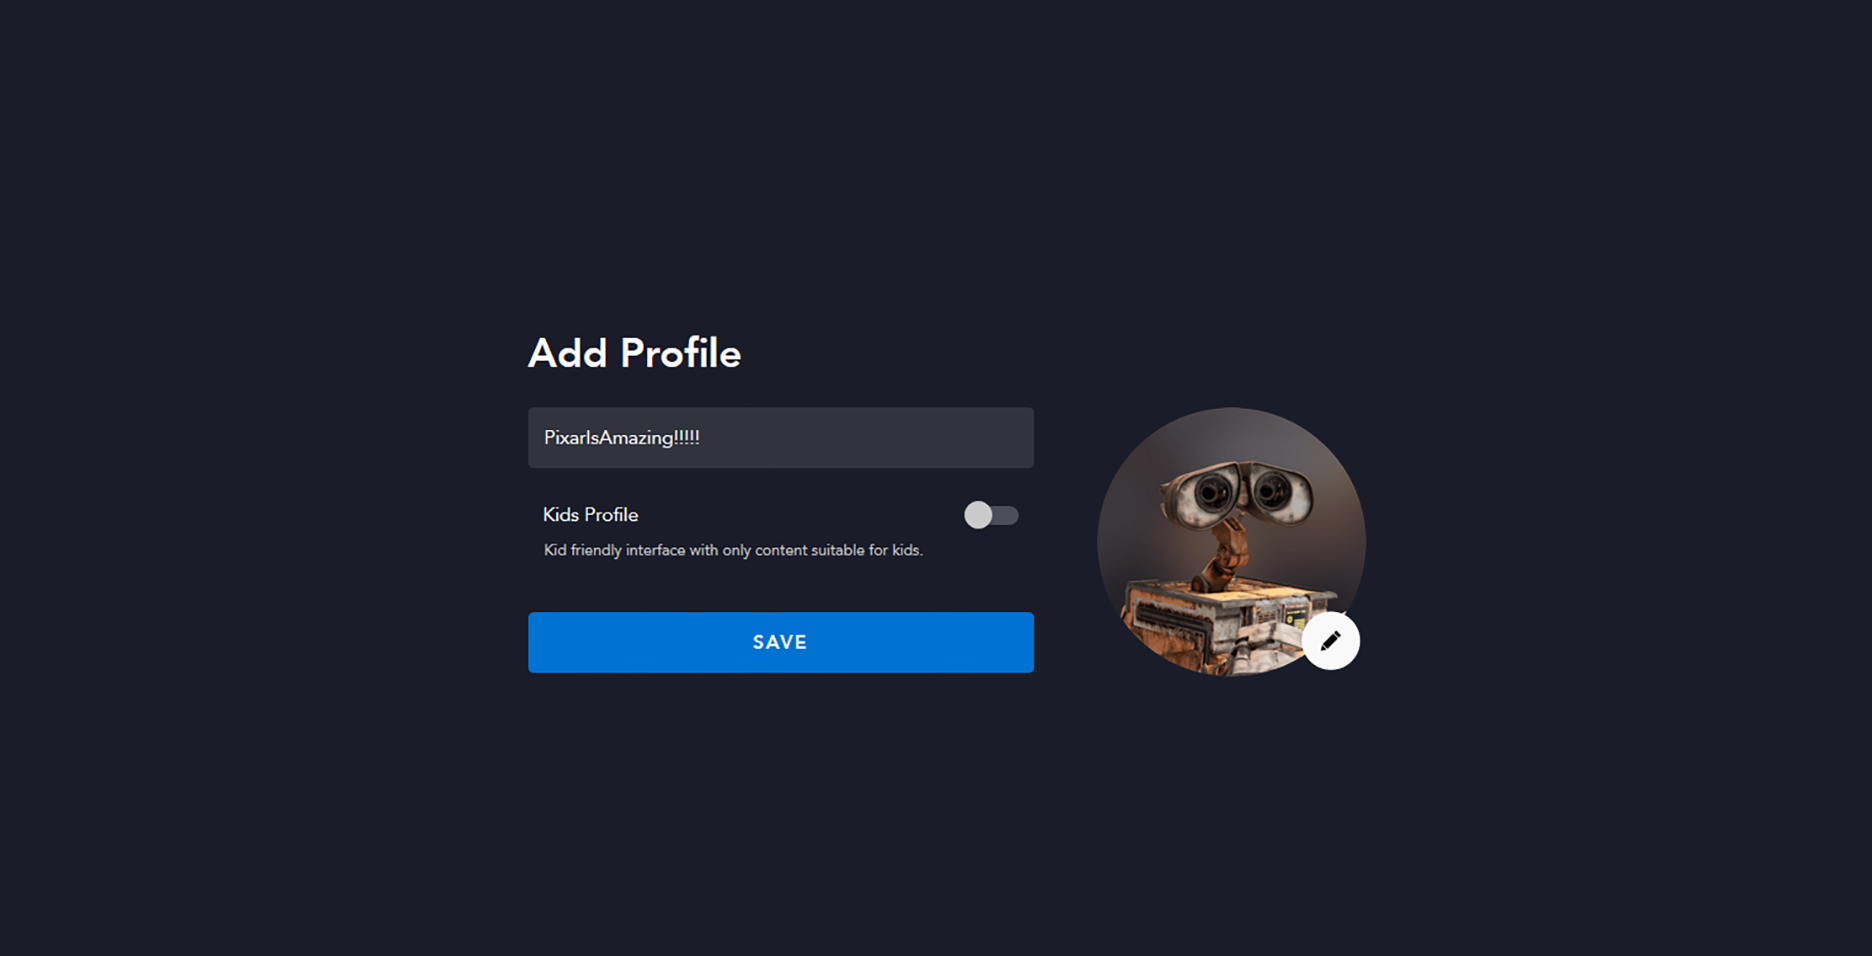 Add Profile
PixarIsAmazing!!!!!
Kids Profile
Kid friendly interface with only content suitable for kids.
SAVE